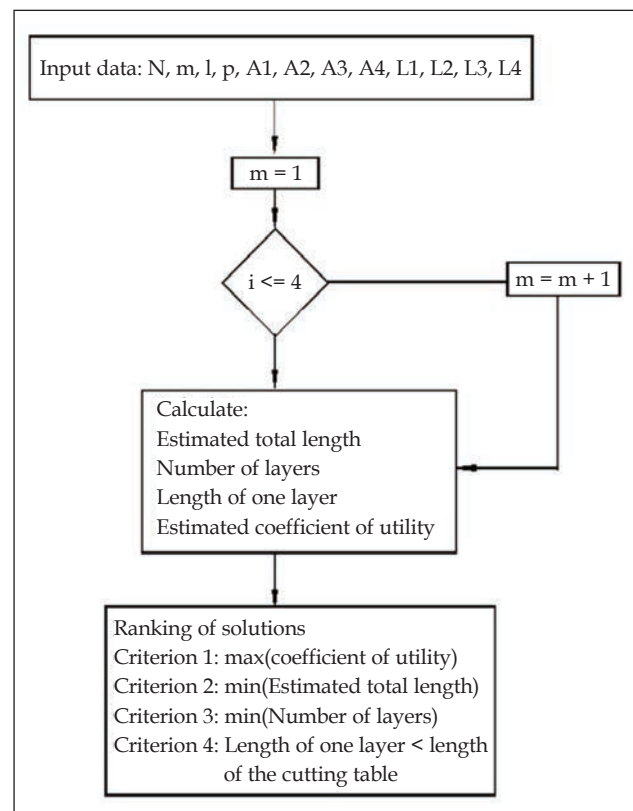 Input data: N, m, l, p, A1, A2, A3, A4, L1, L2, L3, L4
m = 1
i <= 4
m = m + 1
Calculate:
Estimated total length
Number of layers
Length of one layer
Estimated coefficient of utility
Ranking of solutions
Criterion 1: max(coefficient of utility)
Criterion 2: min(Estimated total length)
Criterion 3: min(Number of layers)
Criterion 4: Length of one layer < length
of the cutting table